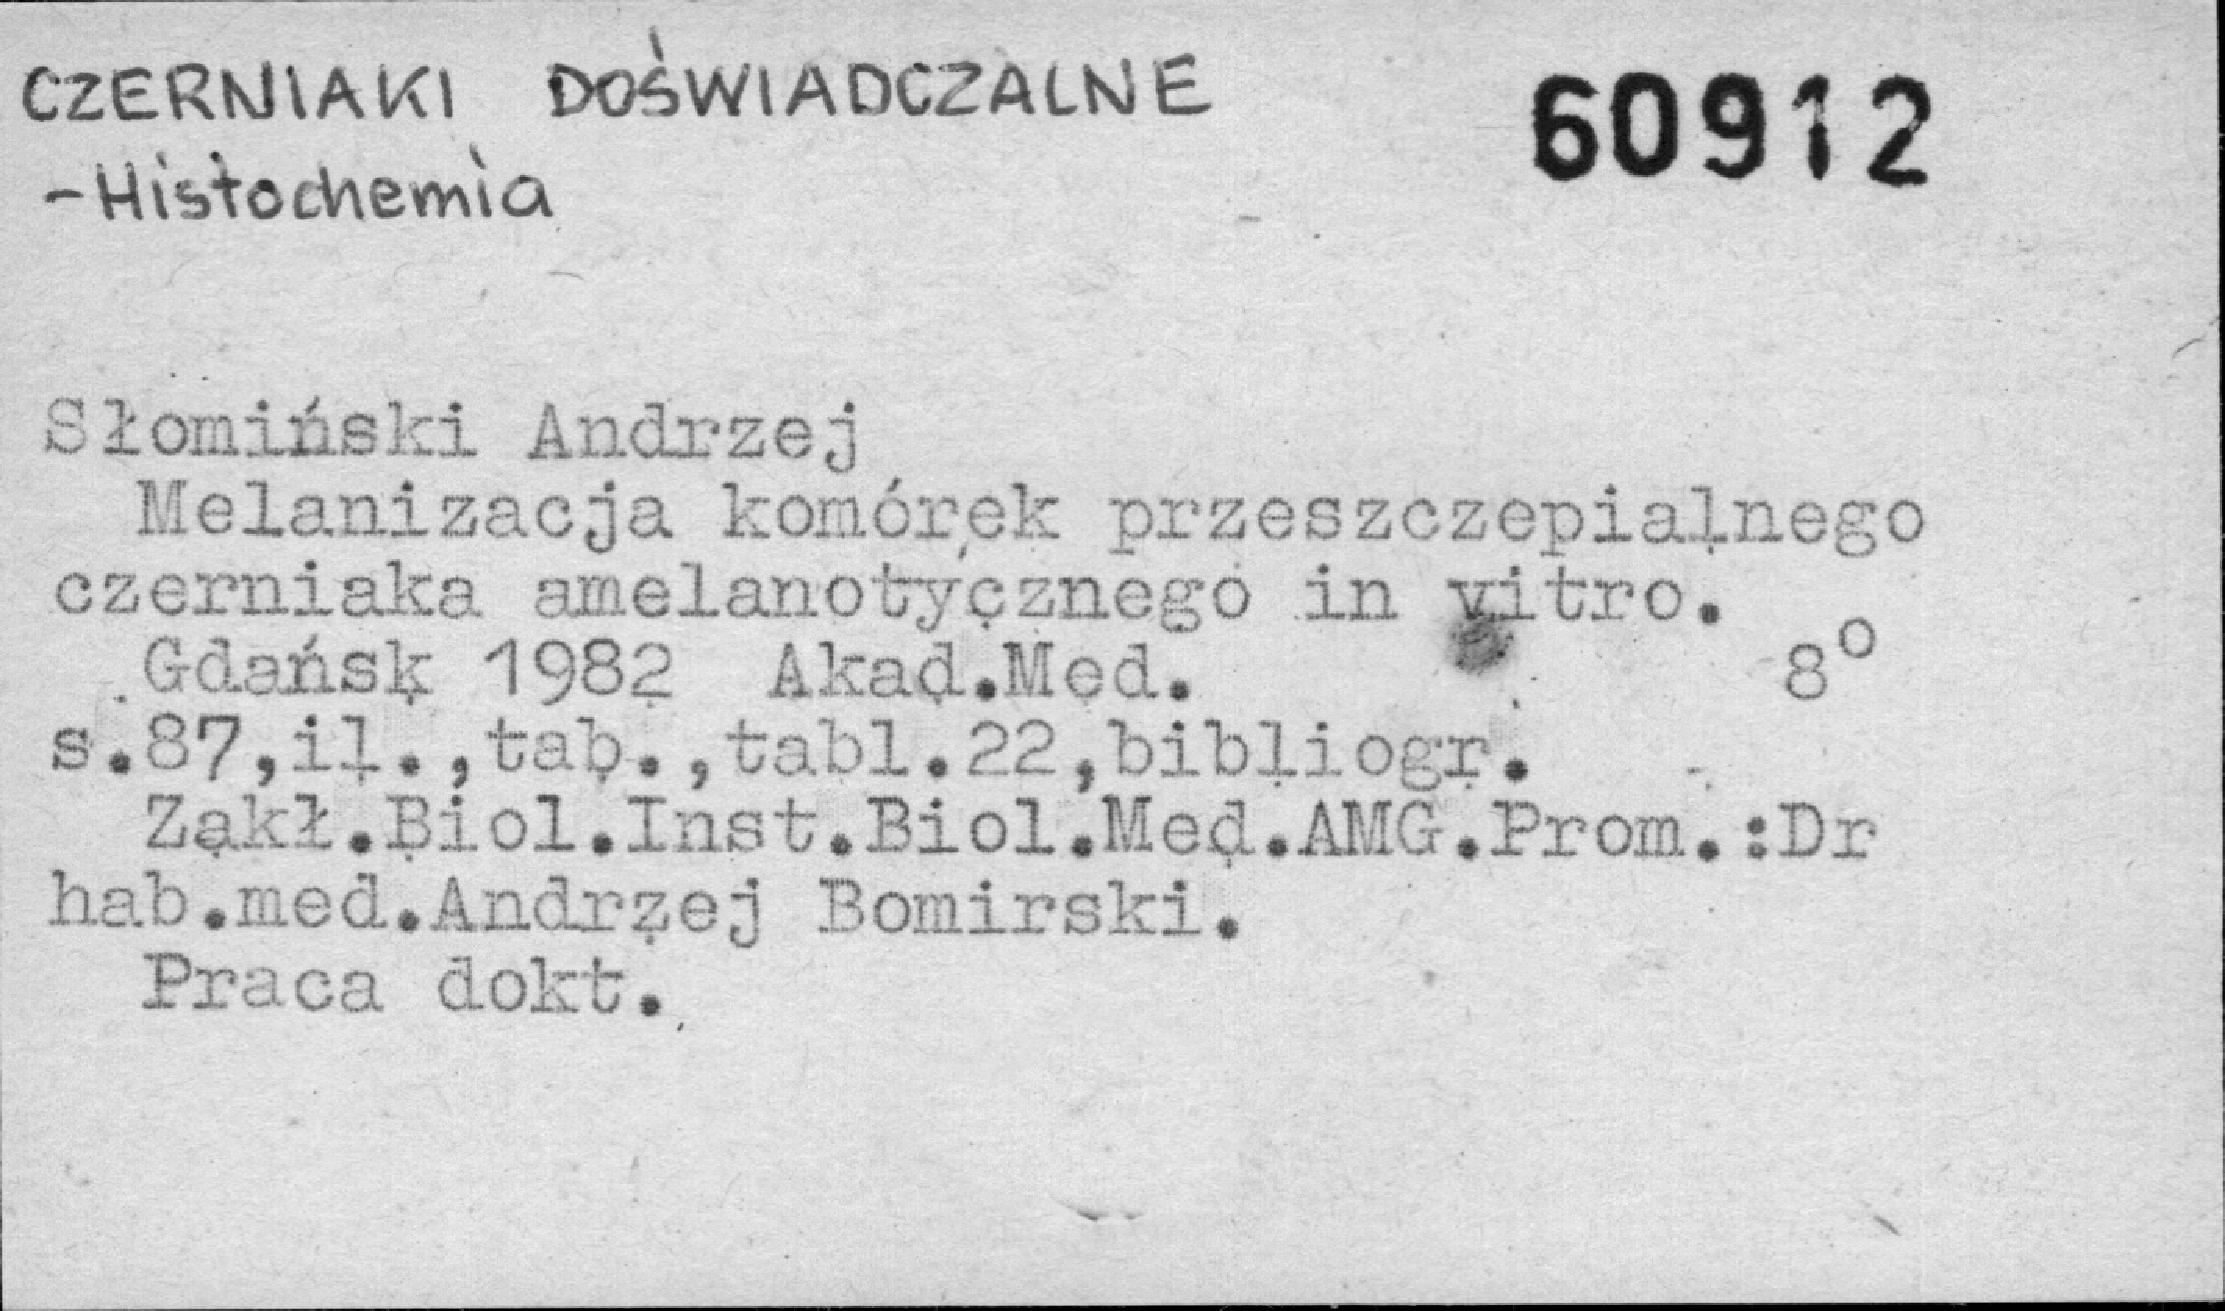 CZERNIAKI DOŚWIADCZALNE
60912
-Histochemia
Słomiński Andrzej
Melanizacja komórek przeszczepialnego
czerniaka amelanotycznego in vitro.
Gdańsk 1982 Akad.Med. 8°
s.87,il.,tab.,tabl.22,bibliogr.
Zakł.Biol.Inst.Biol.Med.AMG.Prom.:Dr
hab.med.Andrzej Bomirski.
Praca dokt.